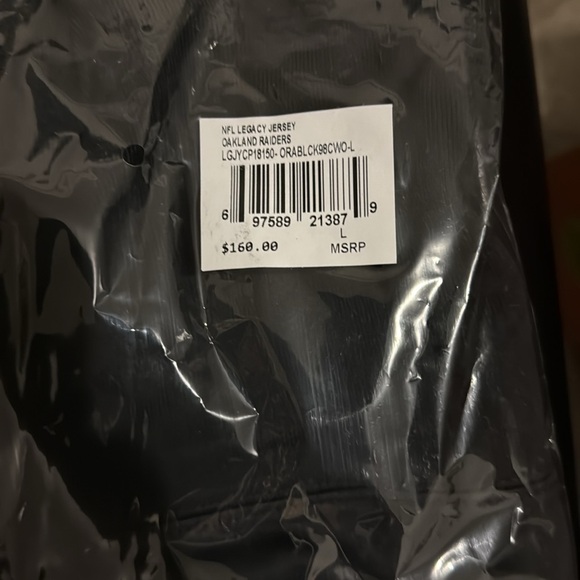 NFL LEGACY JERSEY
OAKLAND RAIDERS
LGJYCP18150-ORABLCK98CWO-L
6 97589 21387 9
L
$160.00 MSRP